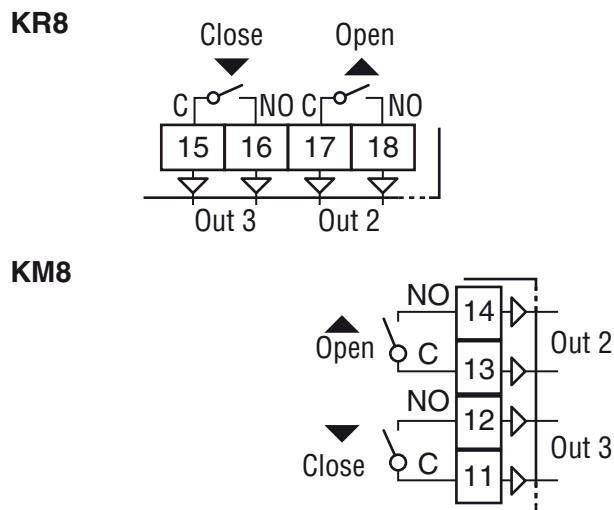 KR8
Close Open
C NO C NO
15 16 17 18
Out 3 Out 2
KM8
NO 14
Open C 13 Out 2
NO 12
Close C 11 Out 3